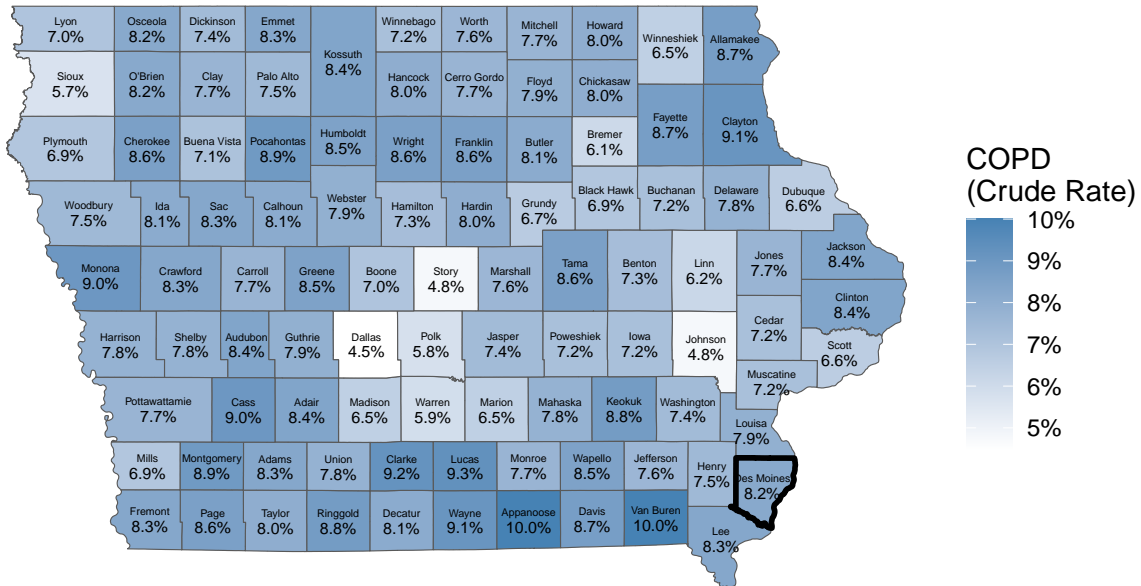 Lyon
7.0%
Osceola
8.2%
Dickinson
7.4%
Emmet
8.3%
Kossuth
8.4%
Winnebago
7.2%
Worth
7.6%
Mitchell
7.7%
Howard
8.0%
Winneshiek
6.5%
Allamakee
8.7%
Sioux
5.7%
O'Brien
8.2%
Clay
7.7%
Palo Alto
7.5%
Hancock
8.0%
Cerro Gordo
7.7%
Floyd
7.9%
Chickasaw
8.0%
Fayette
8.7%
Clayton
9.1%
Plymouth
6.9%
Cherokee
8.6%
Buena Vista
7.1%
Pocahontas
8.9%
Humboldt
8.5%
Wright
8.6%
Franklin
8.6%
Butler
8.1%
Bremer
6.1%
Woodbury
7.5%
Ida
8.1%
Sac
8.3%
Calhoun
8.1%
Webster
7.9%
Hamilton
7.3%
Hardin
8.0%
Grundy
6.7%
Black Hawk
6.9%
Buchanan
7.2%
Delaware
7.8%
Dubuque
6.6%
Monona
9.0%
Crawford
8.3%
Carroll
7.7%
Greene
8.5%
Boone
7.0%
Story
4.8%
Marshall
7.6%
Tama
8.6%
Benton
7.3%
Linn
6.2%
Jones
7.7%
Jackson
8.4%
Clinton
8.4%
Harrison
7.8%
Shelby
7.8%
Audubon
8.4%
Guthrie
7.9%
Dallas
4.5%
Polk
5.8%
Jasper
7.4%
Poweshiek
7.2%
Iowa
7.2%
Johnson
4.8%
Cedar
7.2%
Scott
6.6%
Muscatine
7.2%
Pottawattamie
7.7%
Cass
9.0%
Adair
8.4%
Madison
6.5%
Warren
5.9%
Marion
6.5%
Mahaska
7.8%
Keokuk
8.8%
Washington
7.4%
Louisa
7.9%
Mills
6.9%
Montgomery
8.9%
Adams
8.3%
Union
7.8%
Clarke
9.2%
Lucas
9.3%
Monroe
7.7%
Wapello
8.5%
Jefferson
7.6%
Henry
7.5%
Des Moines
8.2%
Fremont
8.3%
Page
8.6%
Taylor
8.0%
Ringgold
8.8%
Decatur
8.1%
Wayne
9.1%
Appanoose
10.0%
Davis
8.7%
Van Buren
10.0%
Lee
8.3%
COPD
(Crude Rate)
10%
9%
8%
7%
6%
5%